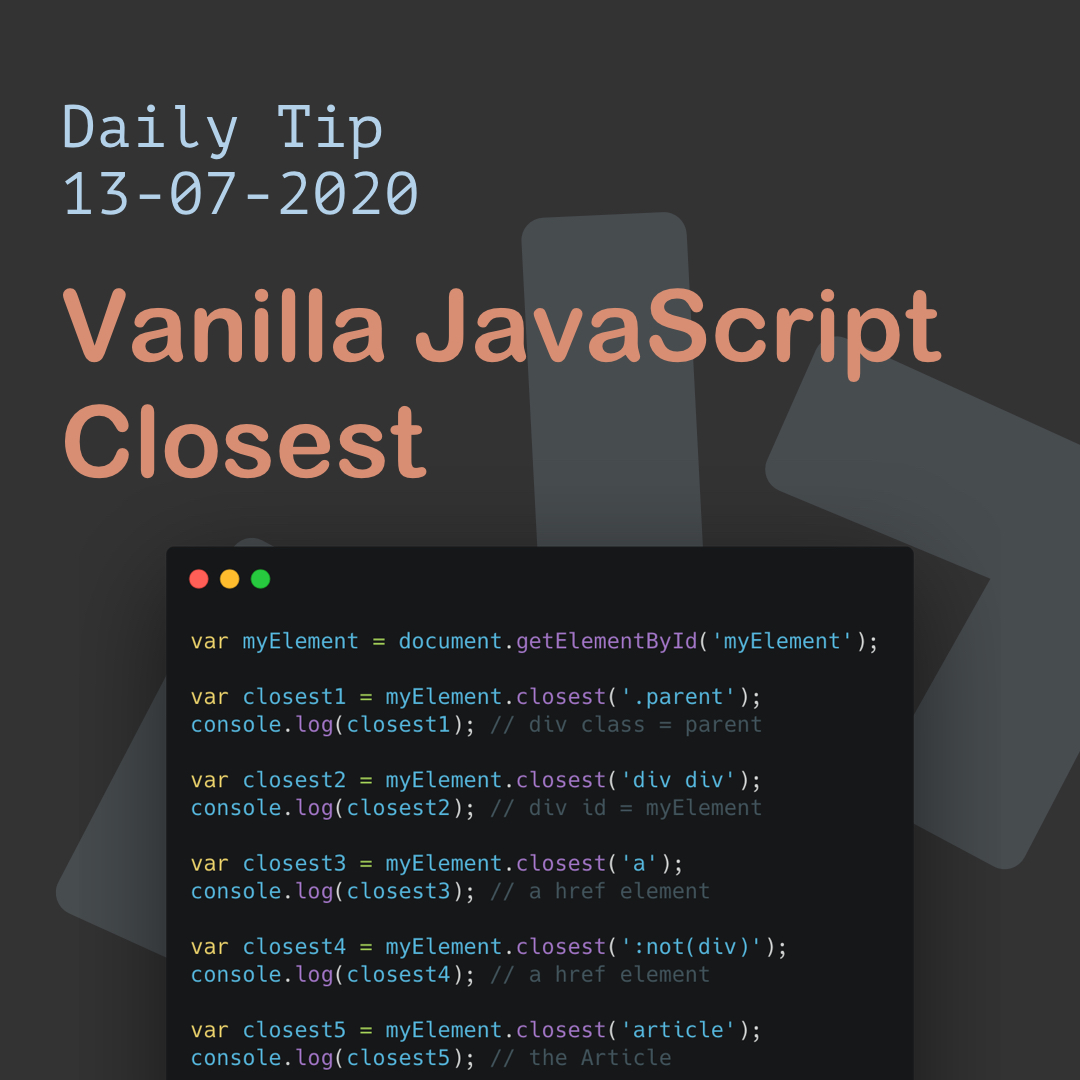 Daily Tip
13-07-2020
Vanilla JavaScript
Closest
var myElement = document.getElementById('myElement');
var closest1 = myElement.closest('.parent');
console.log(closest1); // div class = parent
var closest2 = myElement.closest('div div');
console.log(closest2); // div id = myElement
var closest3 = myElement.closest('a');
console.log(closest3); // a href element
var closest4 = myElement.closest(':not(div)');
console.log(closest4); // a href element
var closest5 = myElement.closest('article');
console.log(closest5); // the Article